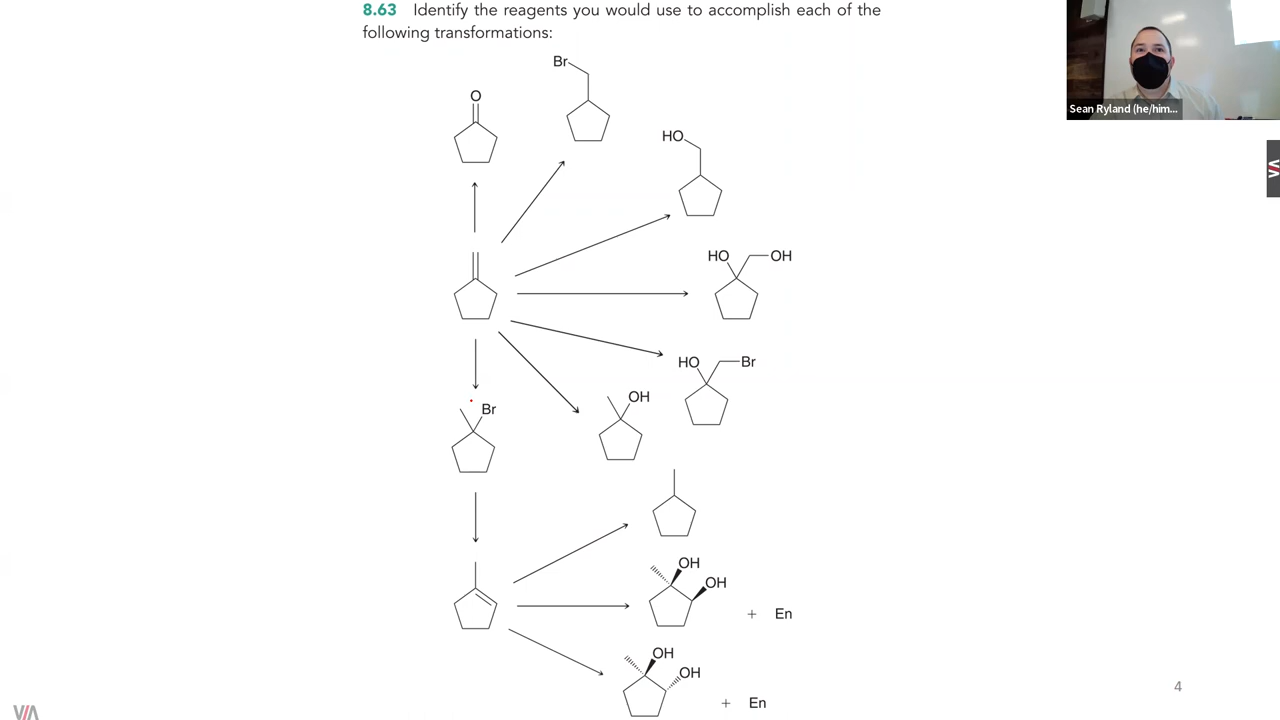 8.63 Identify the reagents you would use to accomplish each of the
following transformations:
Br
O
HO
HO
OH
HO
Br
OH
Br
OH
OH
+ En
OH
OH
+ En
Sean Ryland (he/him...
4
VIA